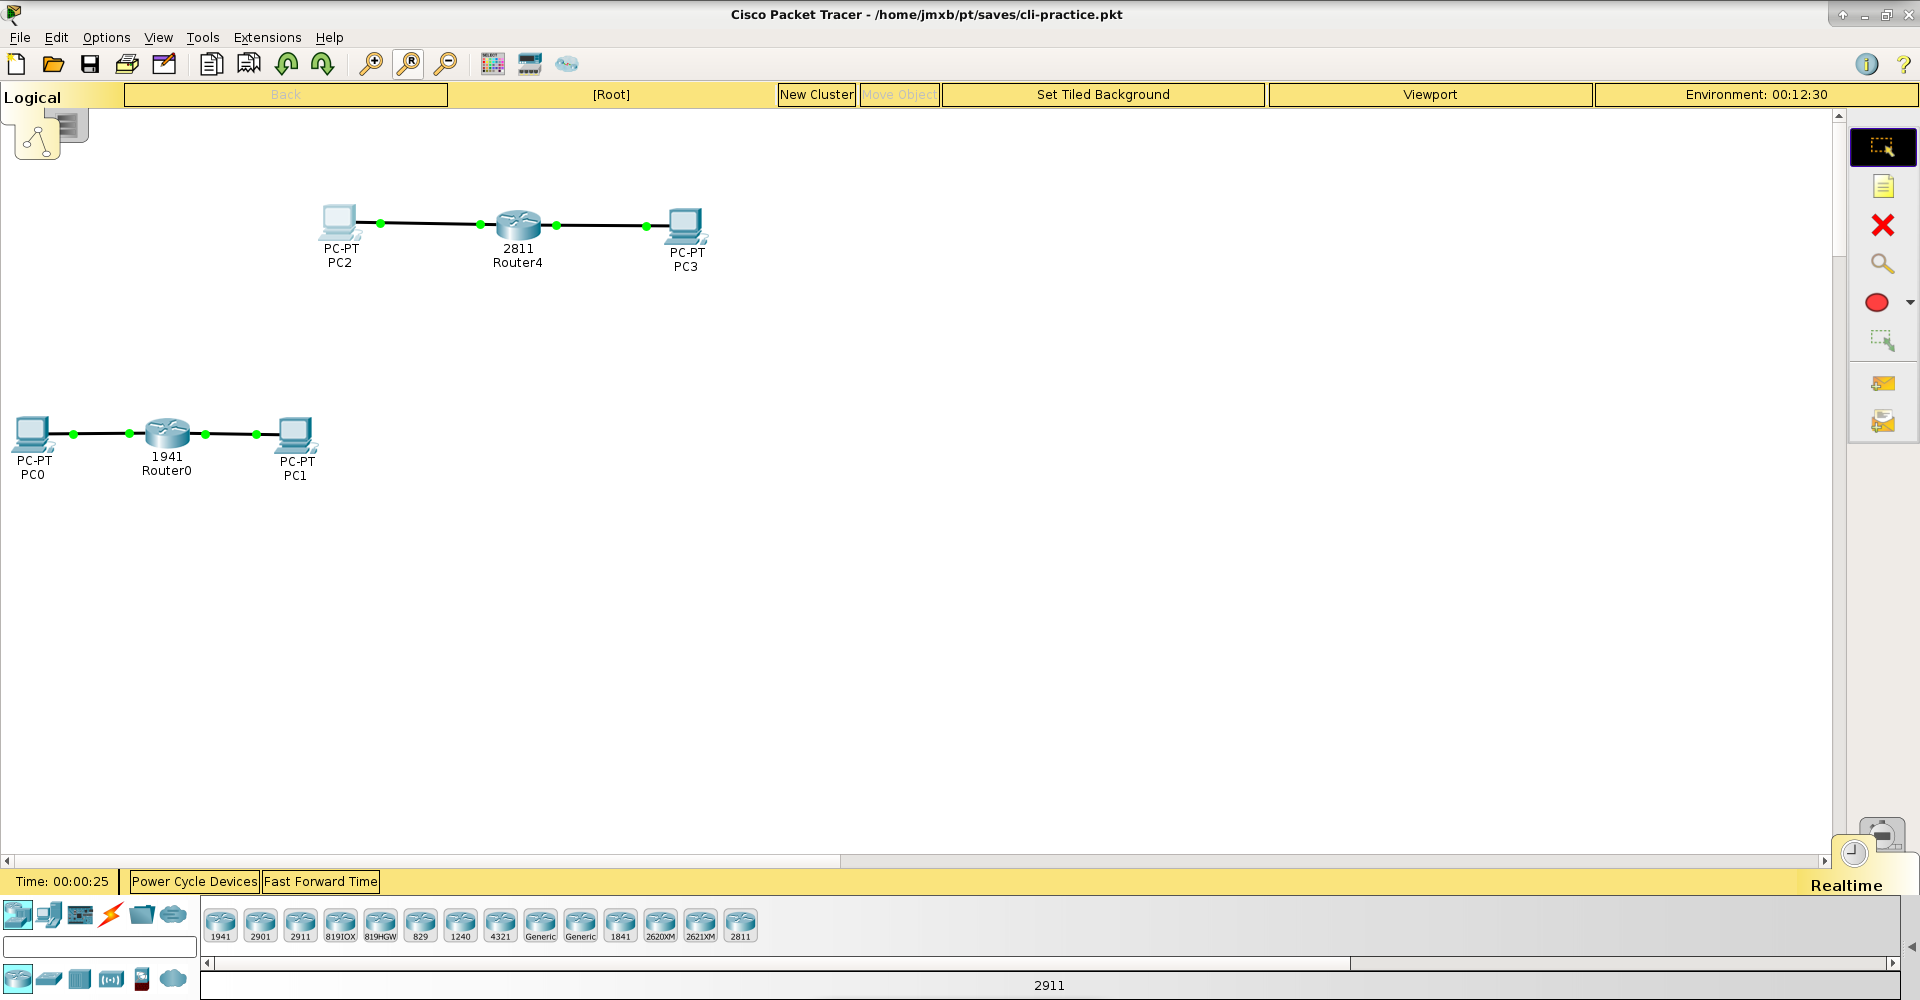 Cisco Packet Tracer - /home/jmxb/pt/saves/cli-practice.pkt
File Edit Options View Tools Extensions Help
Logical Back [Root] New Cluster Move Object Set Tiled Background Viewport Environment: 00:12:30
PC-PT
PC2
2811
Router4
PC-PT
PC3
PC-PT
PC0
1941
Router0
PC-PT
PC1
Time: 00:00:25 Power Cycle Devices Fast Forward Time Realtime
1941 2901 2911 819IOX 819HGW 829 1240 4321 Generic Generic 1841 2620XM 2621XM 2811
2911